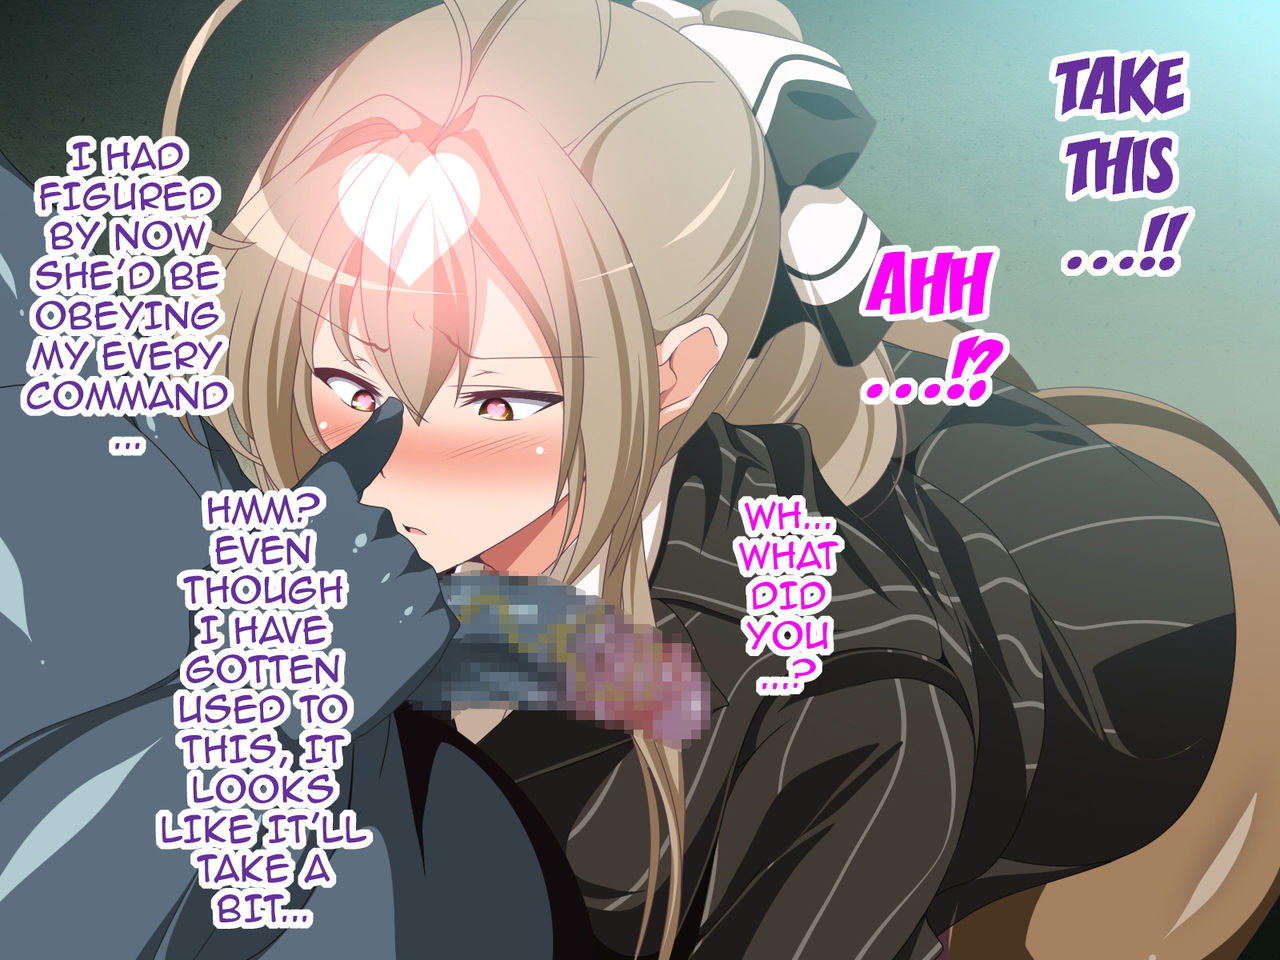 TAKE
THIS
...!!
I HAD
FIGURED
BY NOW
SHE'D BE
OBEYING
MY EVERY
COMMAND
...
AHH
...!?
HMM?
EVEN
THOUGH
I HAVE
GOTTEN
USED TO
THIS, IT
LOOKS
LIKE IT'LL
TAKE A
BIT...
WH...
WHAT
DID
YOU
...?